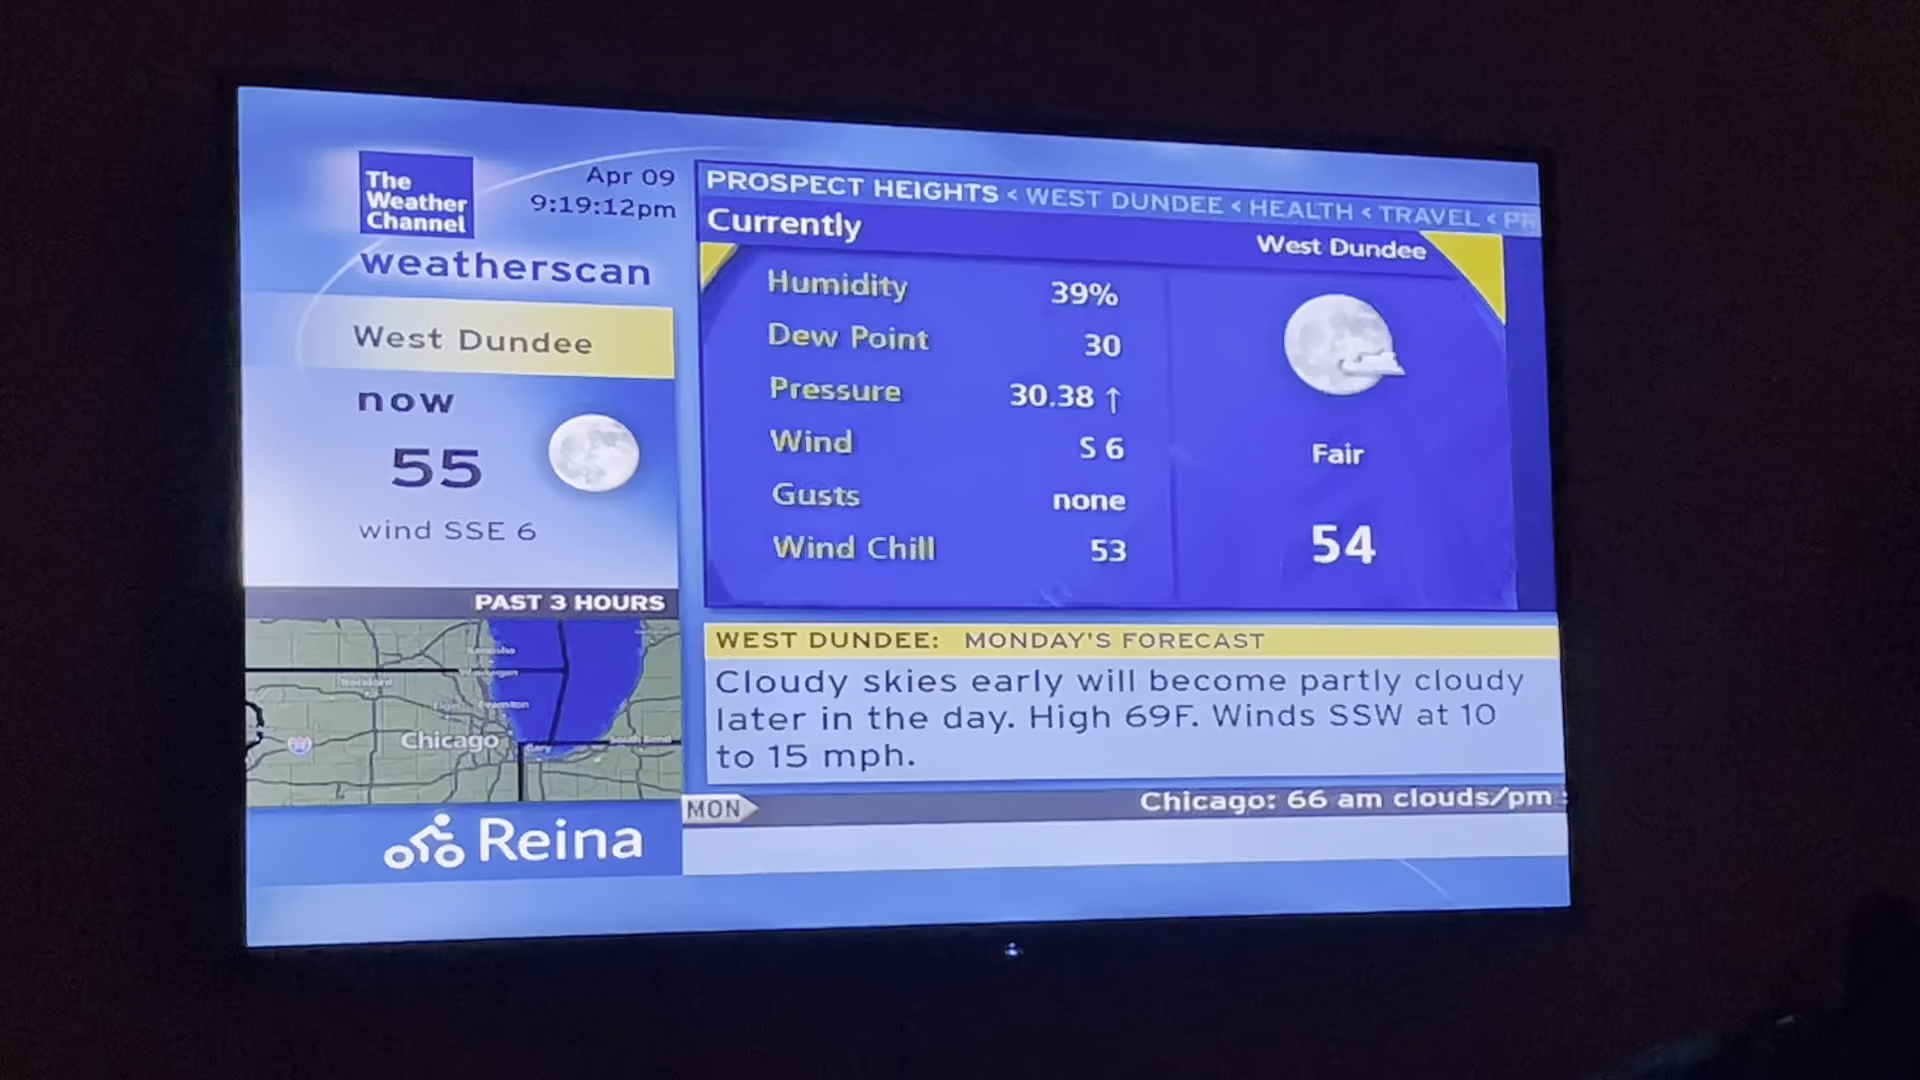 The
Weather
Channel
Apr 09
9:19:12pm
weatherscan
West Dundee
now
55
wind SSE 6
PAST 3 HOURS
Rockford
Chicago
Reina
PROSPECT HEIGHTS < WEST DUNDEE < HEALTH < TRAVEL < PR
Currently
West Dundee
Humidity 39%
Dew Point 30
Pressure 30.38 ↑
Wind S 6
Gusts none
Wind Chill 53
Fair
54
WEST DUNDEE: MONDAY'S FORECAST
Cloudy skies early will become partly cloudy
later in the day. High 69F. Winds SSW at 10
to 15 mph.
MON
Chicago: 66 am clouds/pm